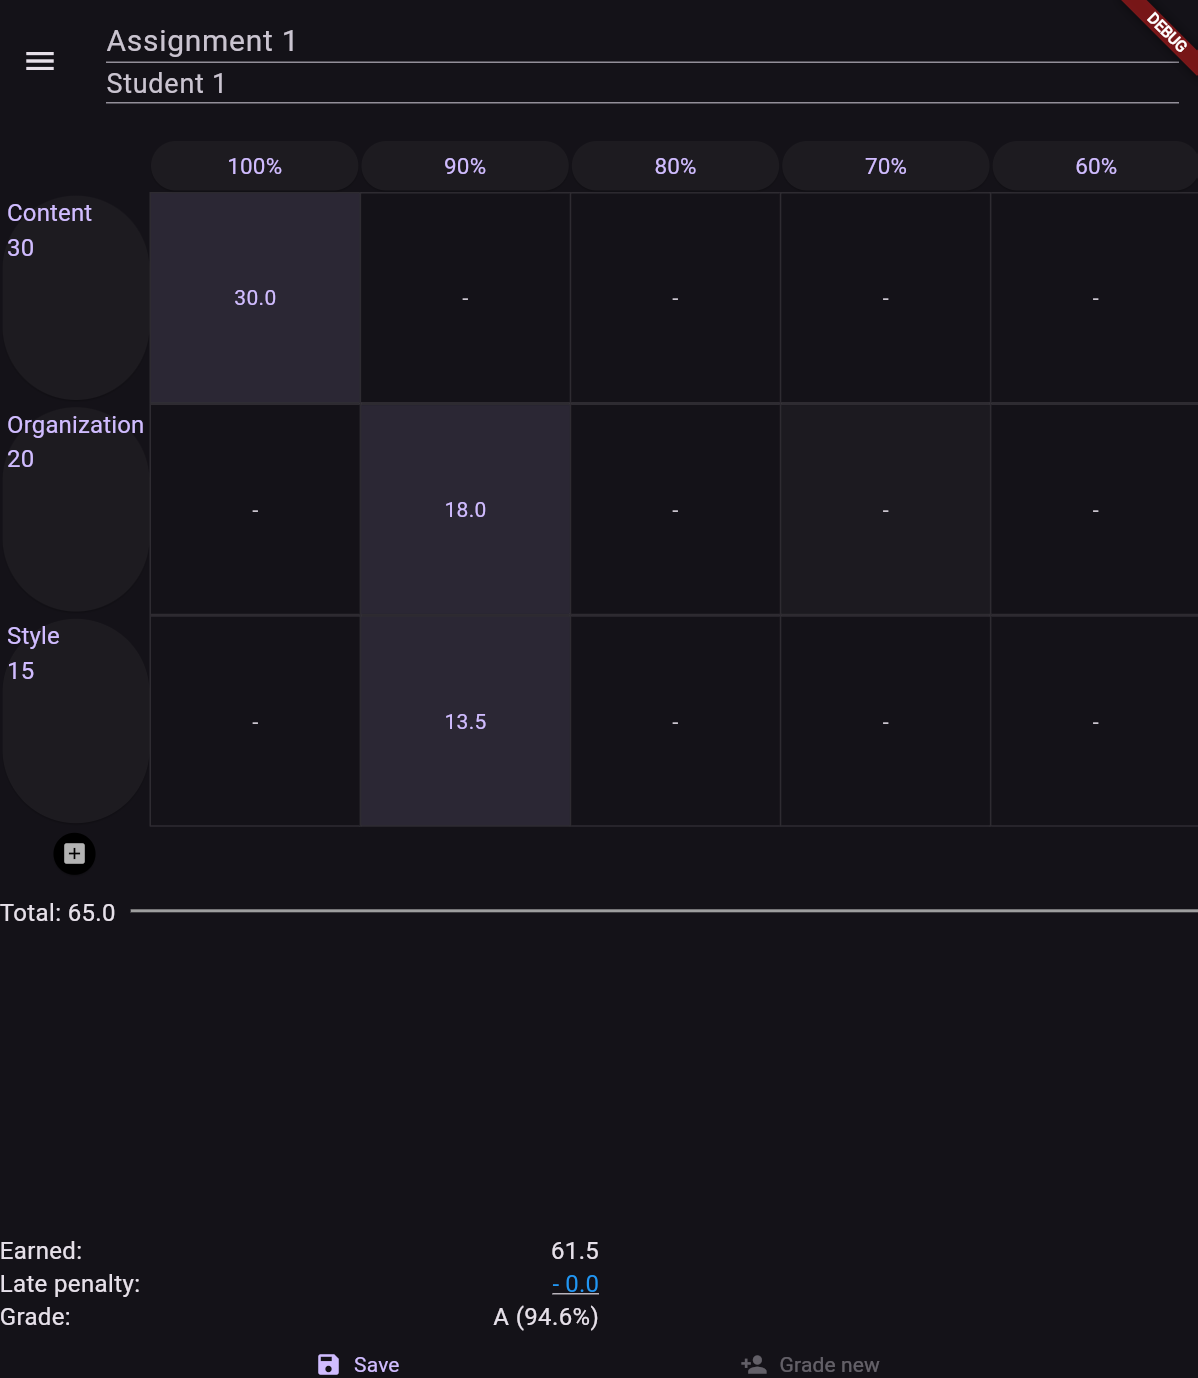 Assignment 1
DEBUG
Student 1
100% 90% 80% 70% 60%
Content
30
30.0 - - - -
Organization
20
- 18.0 - - -
Style
15
- 13.5 - - -
Total: 65.0
Earned: 61.5
Late penalty: - 0.0
Grade: A (94.6%)
Save Grade new